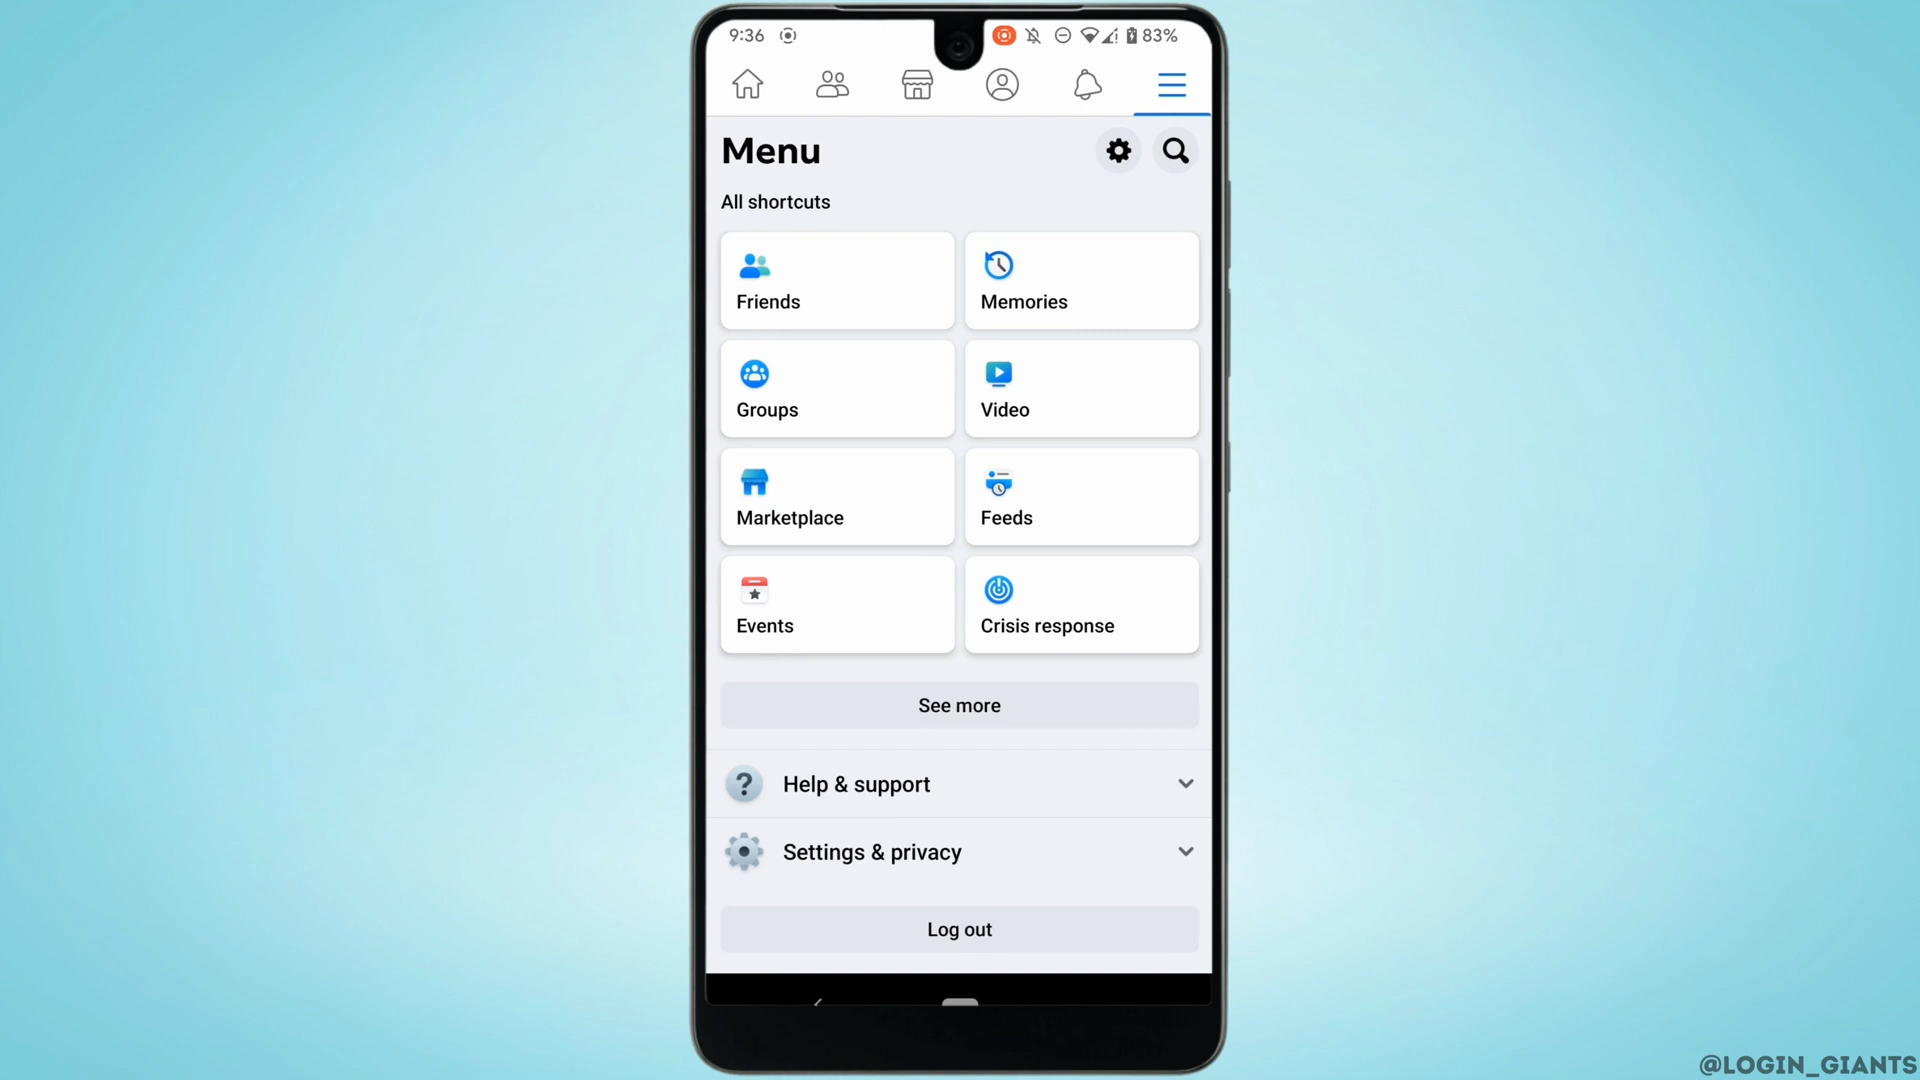 9:36 83%
Menu
All shortcuts
Friends
Memories
Groups
Video
Marketplace
Feeds
Events
Crisis response
See more
Help & support
Settings & privacy
Log out
@LOGIN_GIANTS